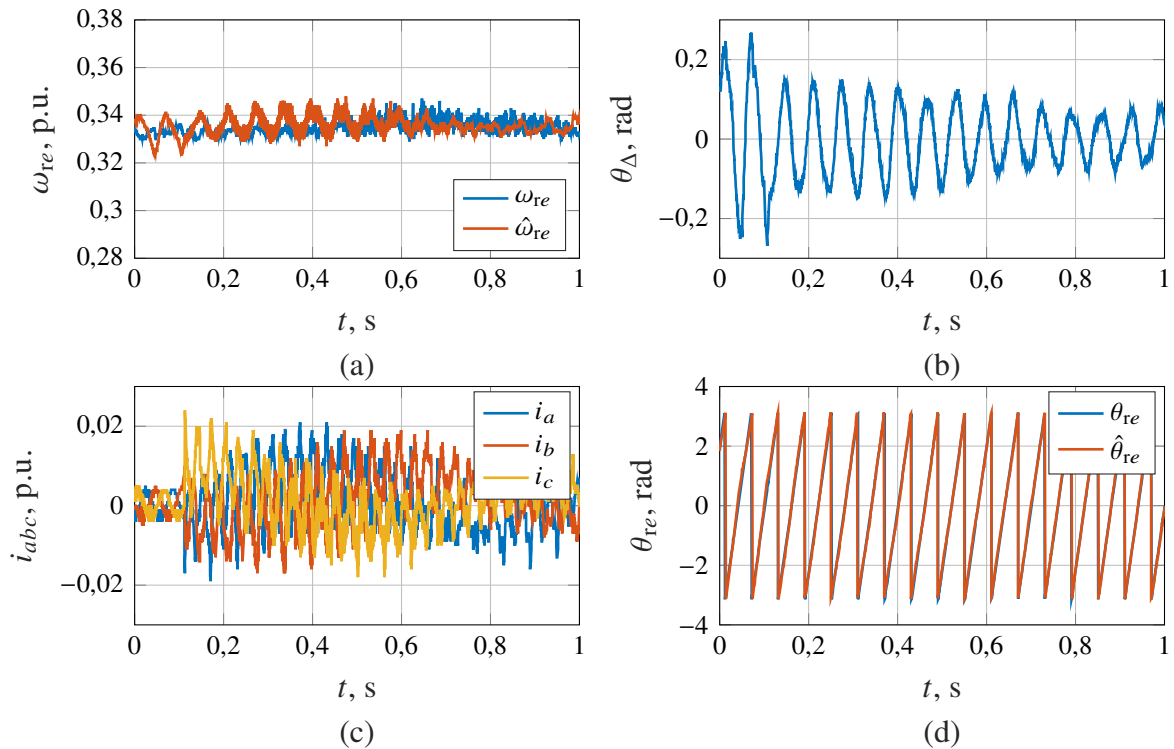 0,38
0,36
0,34
0,32
0,3
0,28
ω_re, p.u.
ω_re
ω̂_re
0 0,2 0,4 0,6 0,8 1
t, s
(a)
0,2
0
−0,2
θ_Δ, rad
0 0,2 0,4 0,6 0,8 1
t, s
(b)
0,02
0
−0,02
i_abc, p.u.
i_a
i_b
i_c
0 0,2 0,4 0,6 0,8 1
t, s
(c)
4
2
0
−2
−4
θ_re, rad
θ_re
θ̂_re
0 0,2 0,4 0,6 0,8 1
t, s
(d)